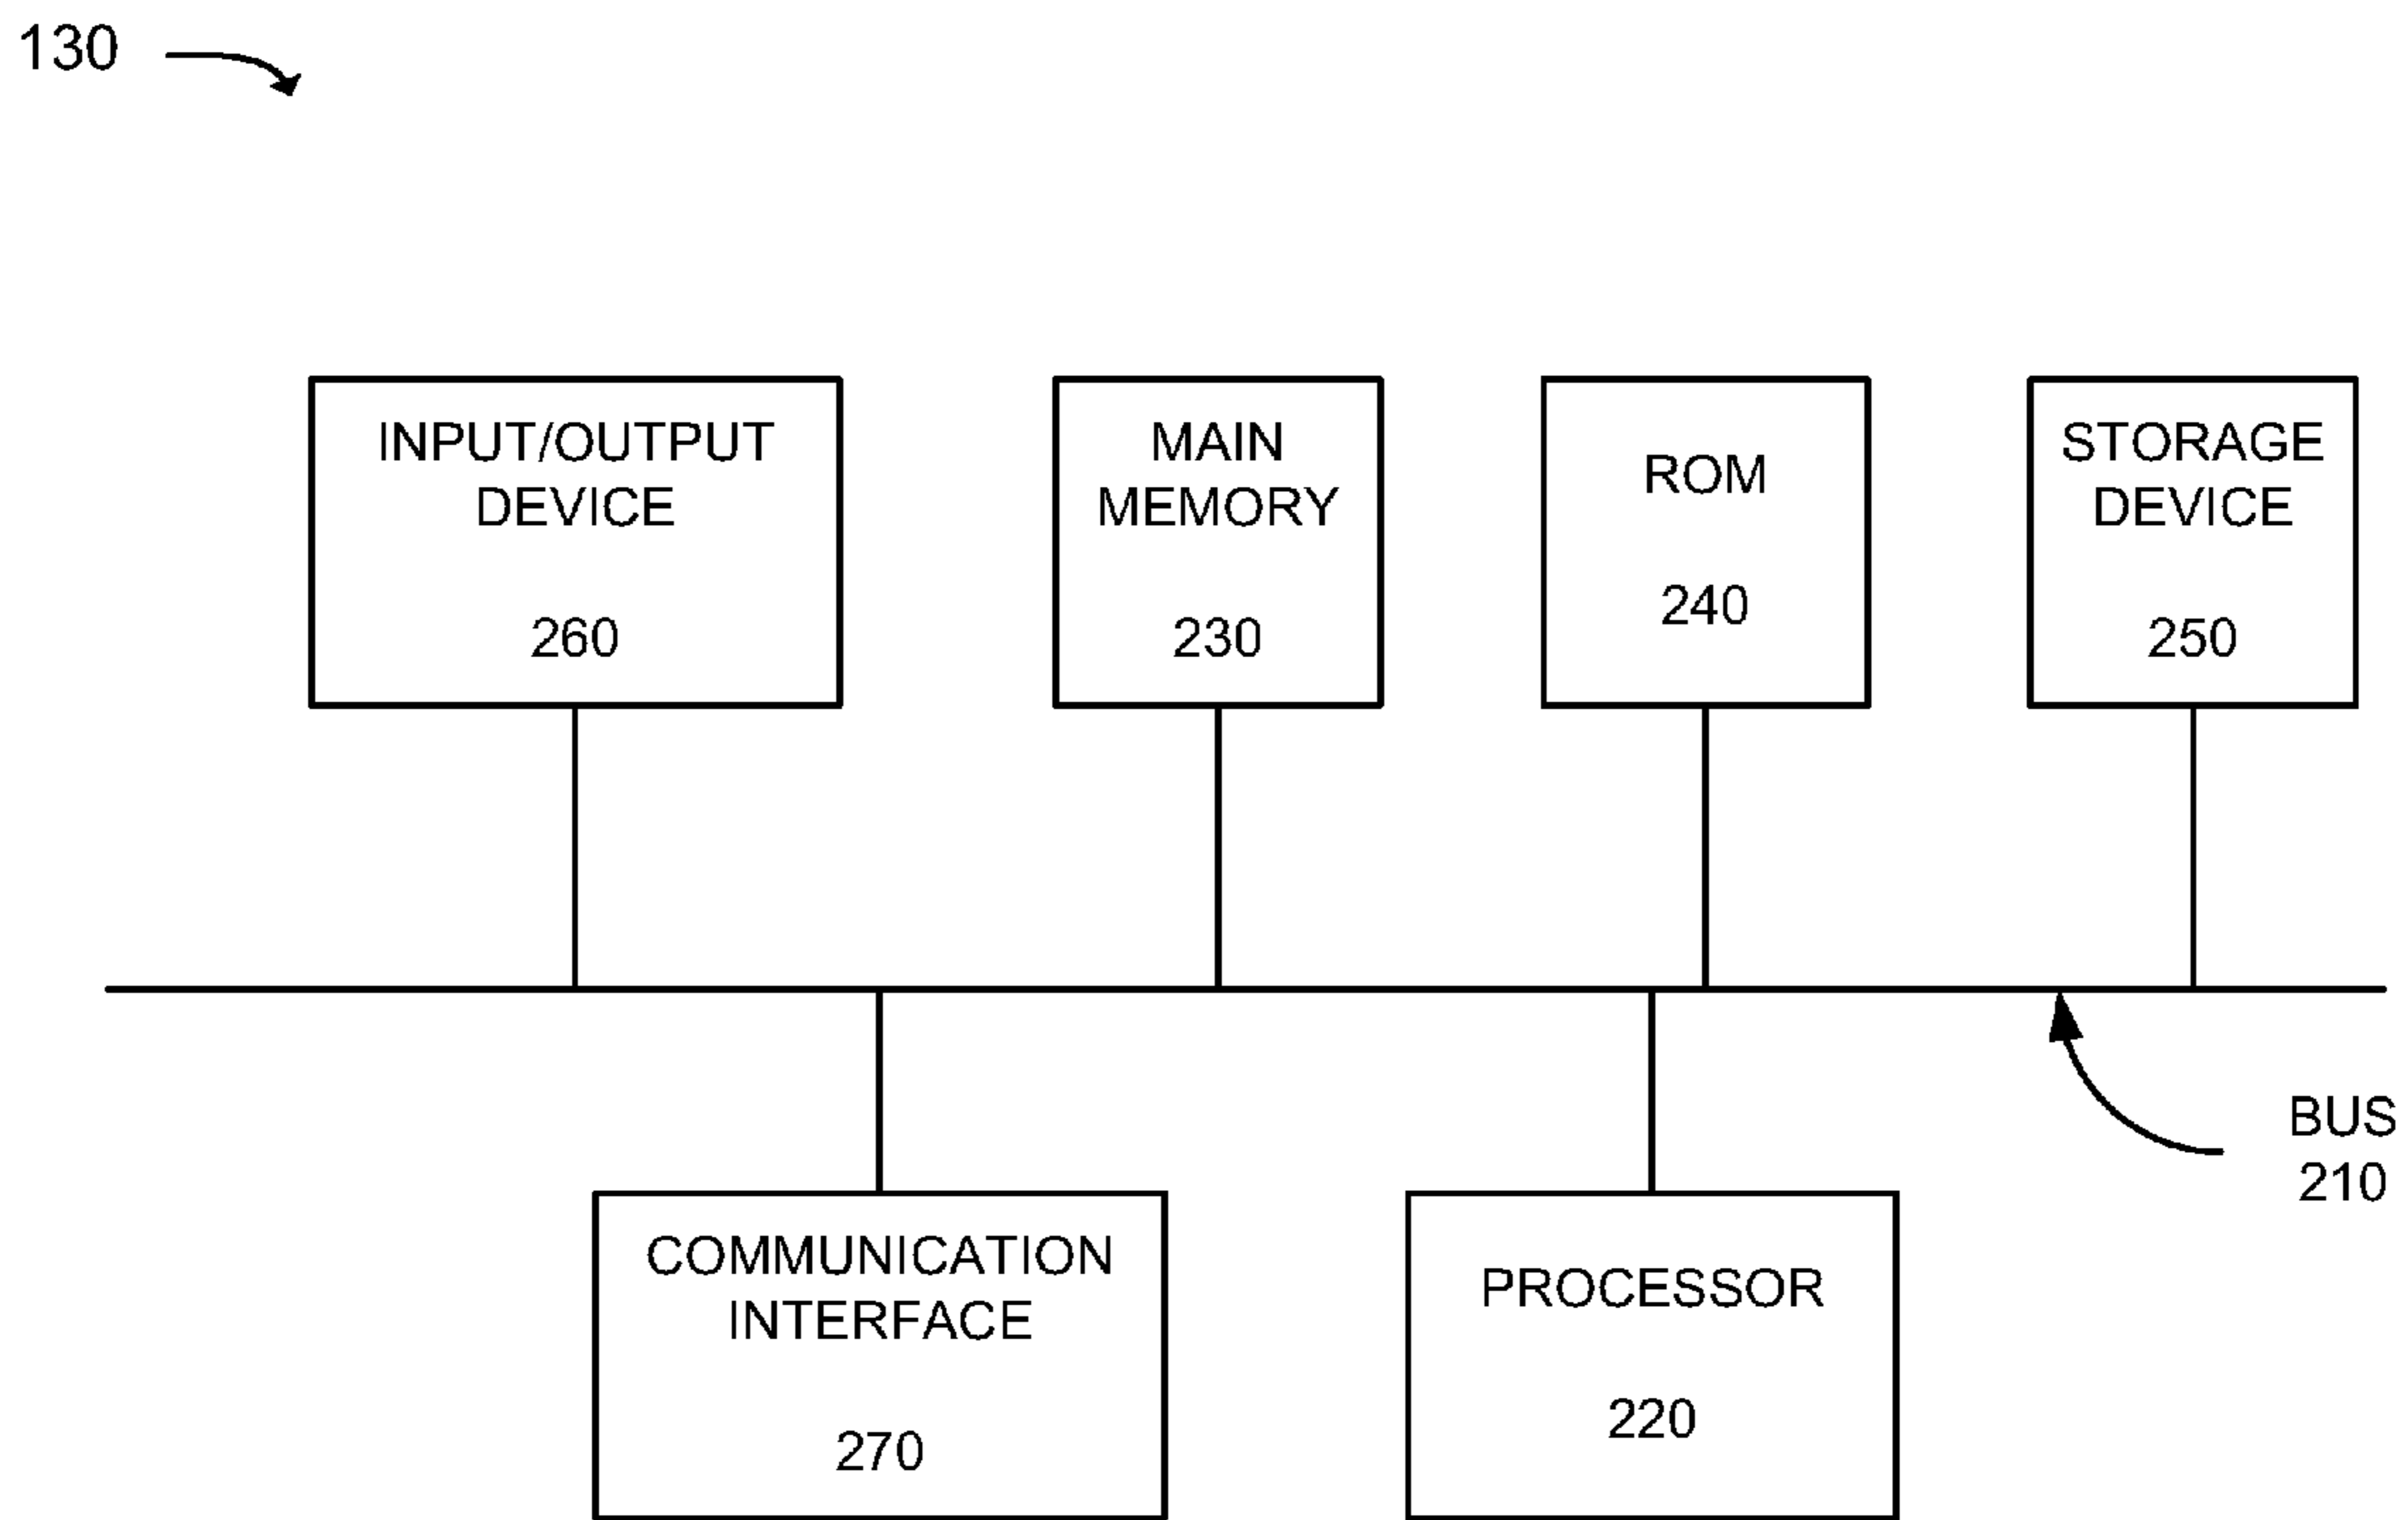 130
INPUT/OUTPUT
DEVICE
260
MAIN
MEMORY
230
ROM
240
STORAGE
DEVICE
250
BUS
210
COMMUNICATION
INTERFACE
270
PROCESSOR
220